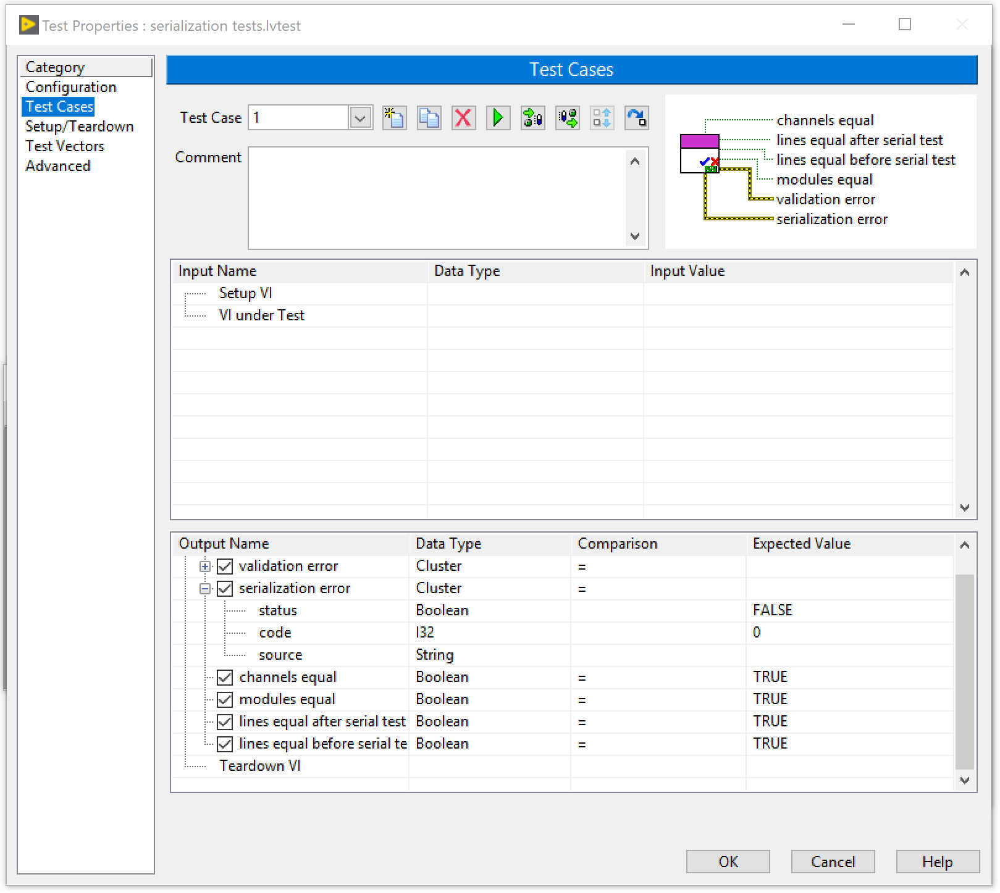 Test Properties : serialization tests.lvtest
Category
Configuration
Test Cases
Setup/Teardown
Test Vectors
Advanced
Test Cases
Test Case 1
Comment
channels equal
lines equal after serial test
lines equal before serial test
modules equal
validation error
serialization error
Input Name Data Type Input Value
Setup VI
VI under Test
Output Name Data Type Comparison Expected Value
validation error Cluster =
serialization error Cluster =
status Boolean FALSE
code I32 0
source String
channels equal Boolean = TRUE
modules equal Boolean = TRUE
lines equal after serial test Boolean = TRUE
lines equal before serial te Boolean = TRUE
Teardown VI
OK Cancel Help